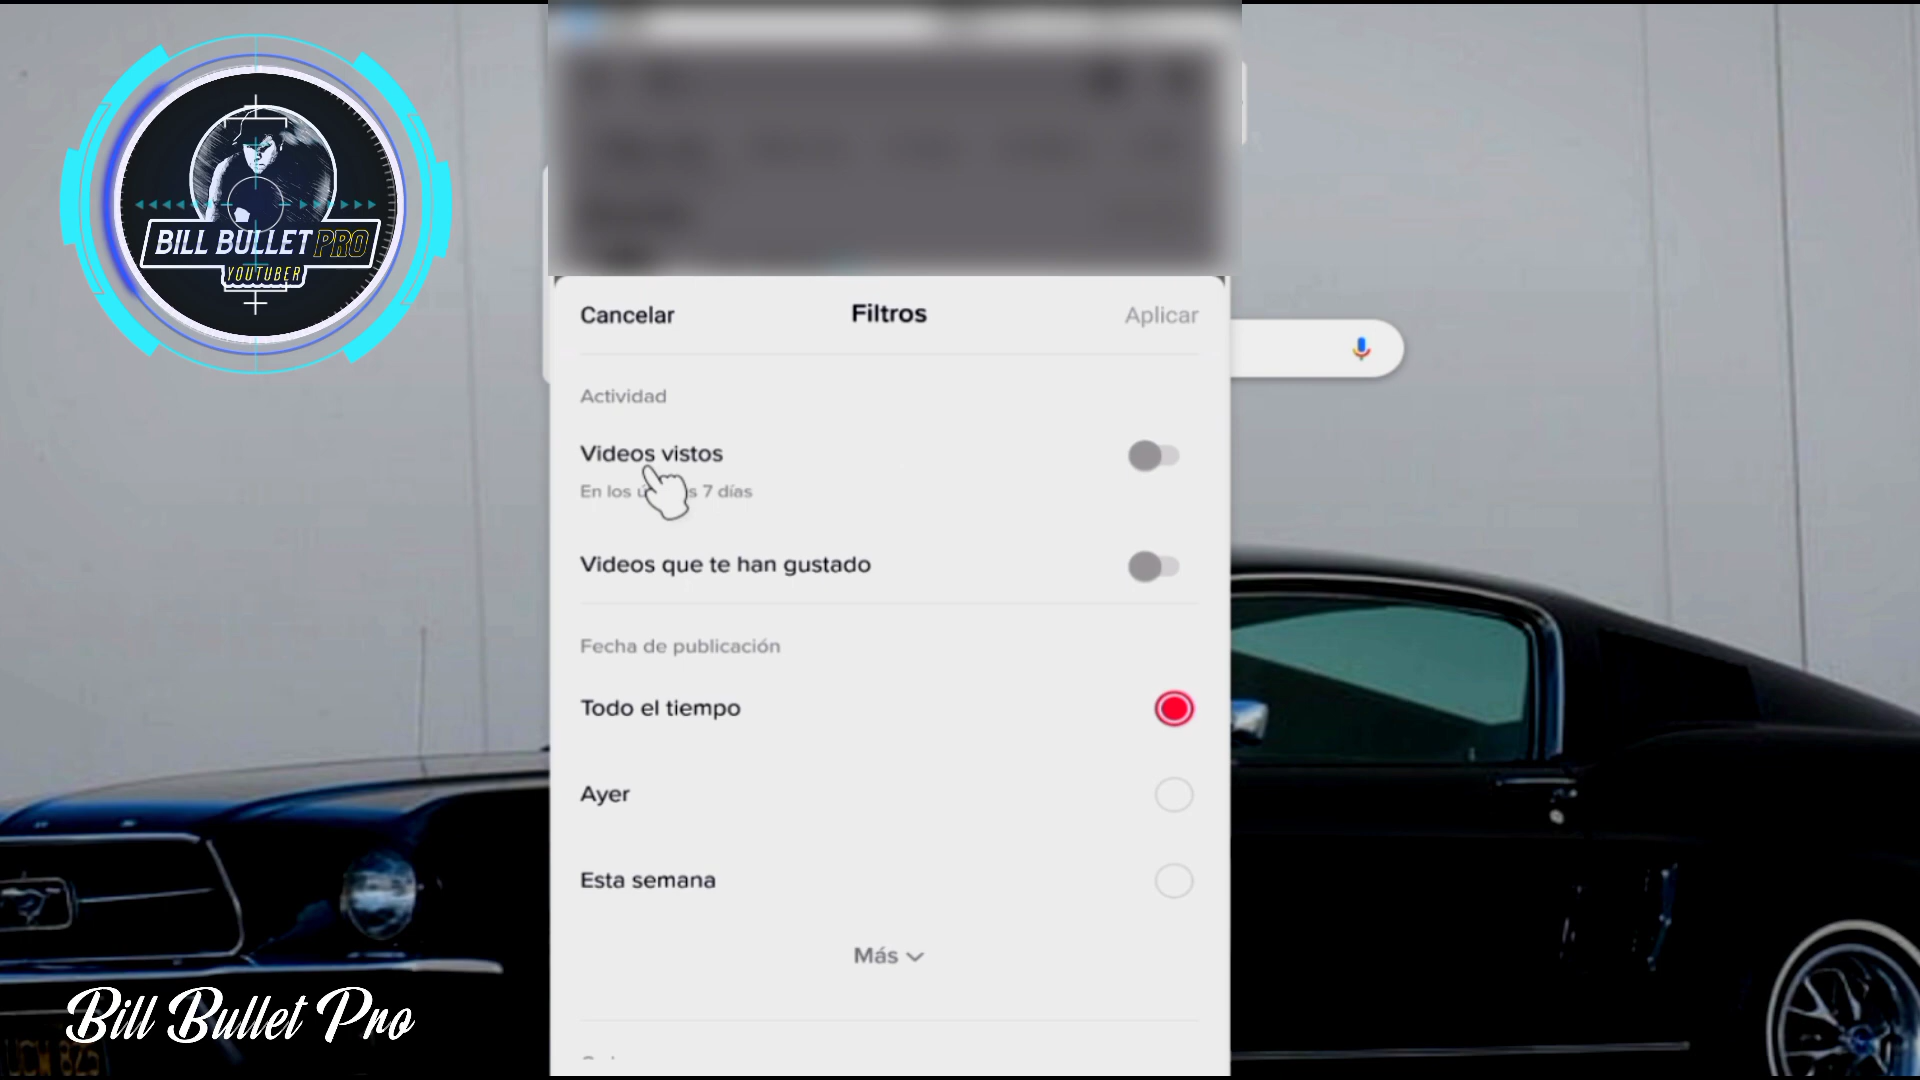 BILL BULLET PRO
YOUTUBER
Cancelar
Filtros
Aplicar
Actividad
Videos vistos
En los
7 días
Videos que te han gustado
Fecha de publicación
Todo el tiempo
Ayer
Esta semana
Más
Bill Bullet Pro